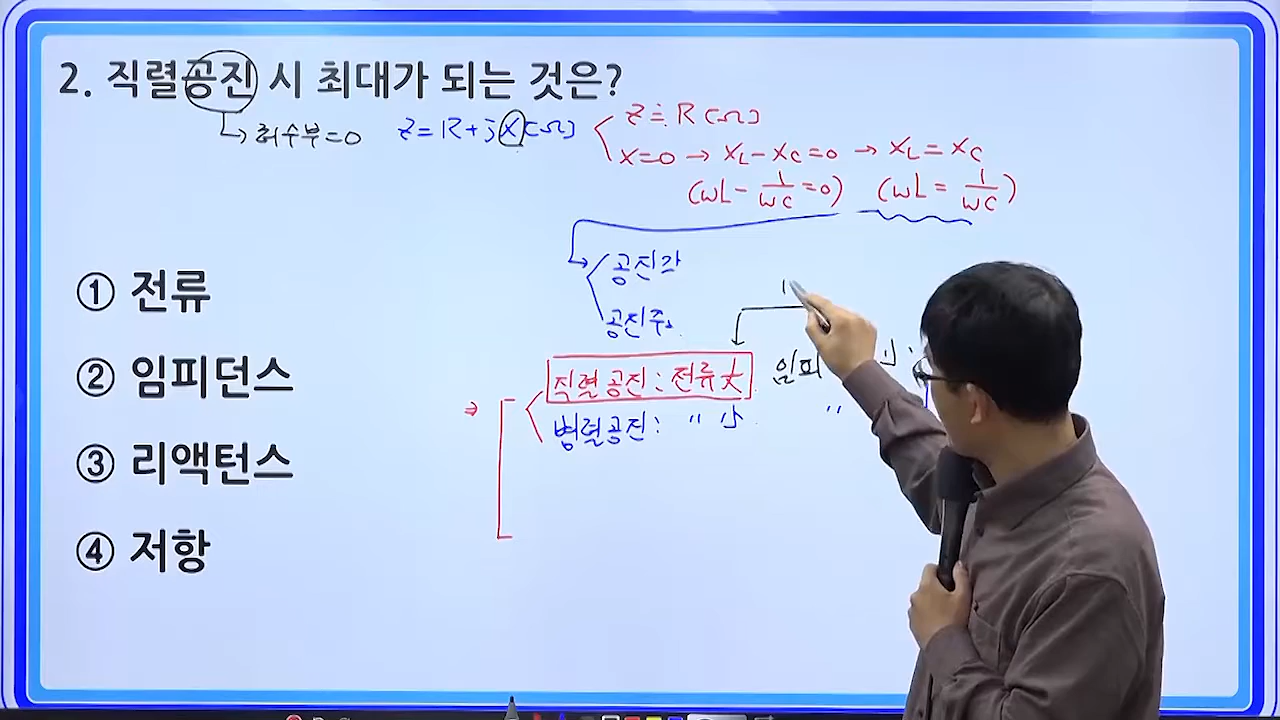 2. 직렬공진 시 최대가 되는 것은?
허수부=0
Z=R+jX[Ω]
Z≒R[Ω]
X=0 → XL-XC=0 → XL=XC
(ωL-1/ωC=0) (ωL=1/ωC)
공진각
공진주
① 전류
② 임피던스
③ 리액턴스
④ 저항
⇒ 직렬공진: 전류大 임피 小
병렬공진: 〃 小 〃